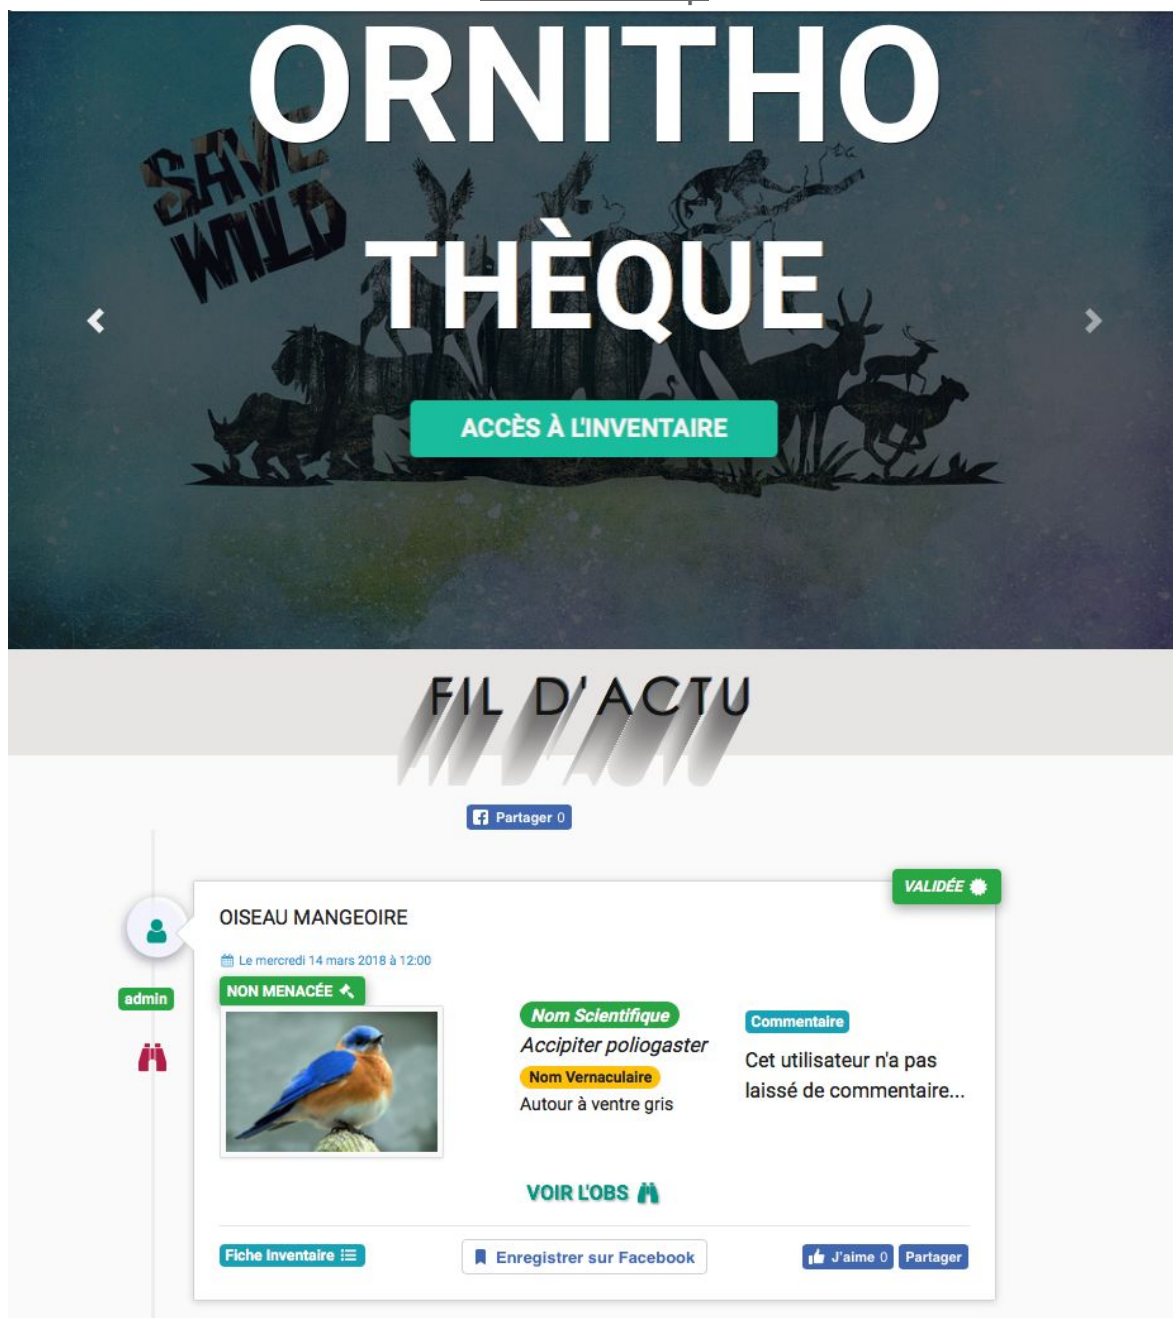 ORNITHO
SAVE
WILD
THÈQUE
ACCÈS À L'INVENTAIRE
FIL D'ACTU
Partager 0
VALIDÉE
OISEAU MANGEOIRE
Le mercredi 14 mars 2018 à 12:00
NON MENACÉE
admin
Nom Scientifique
Accipiter poliogaster
Nom Vernaculaire
Autour à ventre gris
Commentaire
Cet utilisateur n'a pas
laissé de commentaire...
VOIR L'OBS
Fiche Inventaire
Enregistrer sur Facebook
J'aime 0
Partager